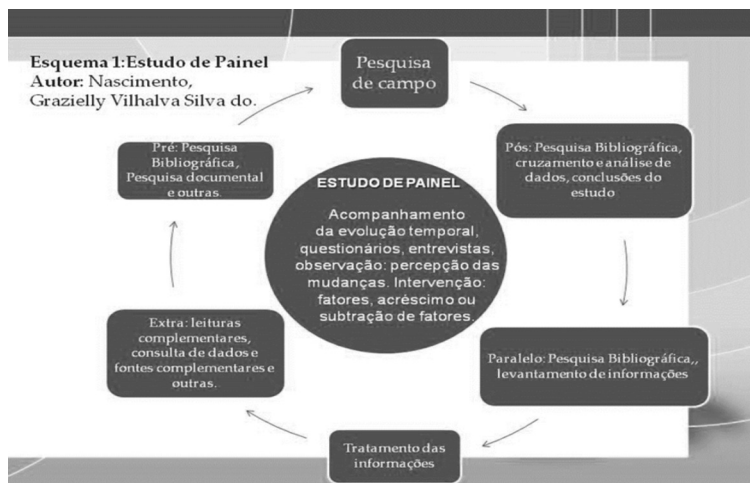 Esquema 1:Estudo de Painel
Autor: Nascimento,
Grazielly Vilhalva Silva do.
Pesquisa
de campo
Pós: Pesquisa Bibliográfica,
cruzamento e análise de
dados, conclusões do
estudo
Paralelo: Pesquisa Bibliográfica,,
levantamento de informações
Tratamento das
informações
Extra: leituras
complementares,
consulta de dados e
fontes complementares e
outras.
Pré: Pesquisa
Bibliográfica,
Pesquisa documental
e outras.
ESTUDO DE PAINEL
Acompanhamento
da evolução temporal,
questionários, entrevistas,
observação: percepção das
mudanças. Intervenção:
fatores, acréscimo ou
subtração de fatores.